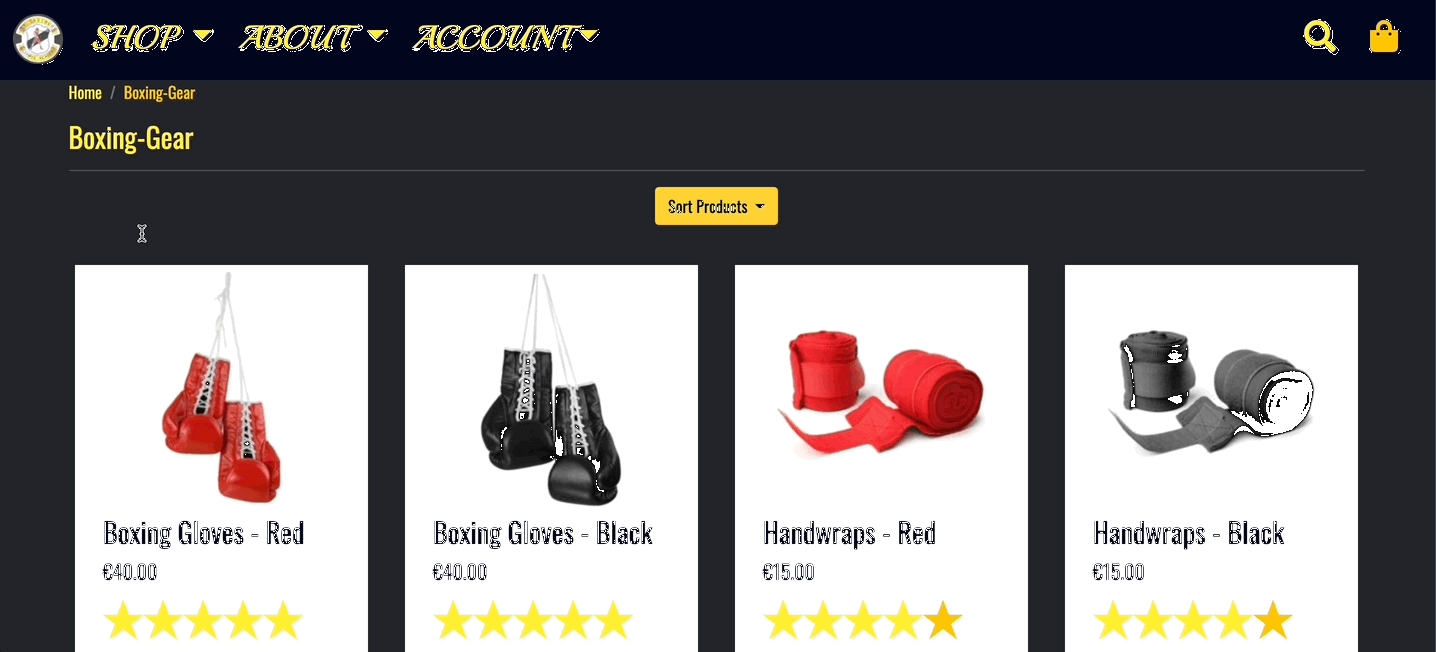 SHOP ABOUT ACCOUNT
Home / Boxing-Gear
Boxing-Gear
Sort Products
Boxing Gloves - Red
€40.00
Boxing Gloves - Black
€40.00
Handwraps - Red
€15.00
Handwraps - Black
€15.00